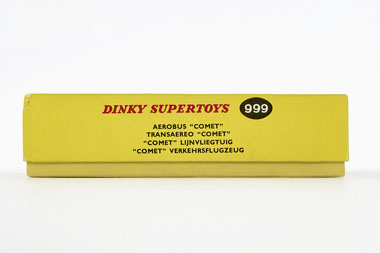 DINKY SUPERTOYS 999
AEROBUS "COMET"
TRANSAEREO "COMET"
"COMET" LIJNVLIEGTUIG
"COMET" VERKEHRSFLUGZEUG